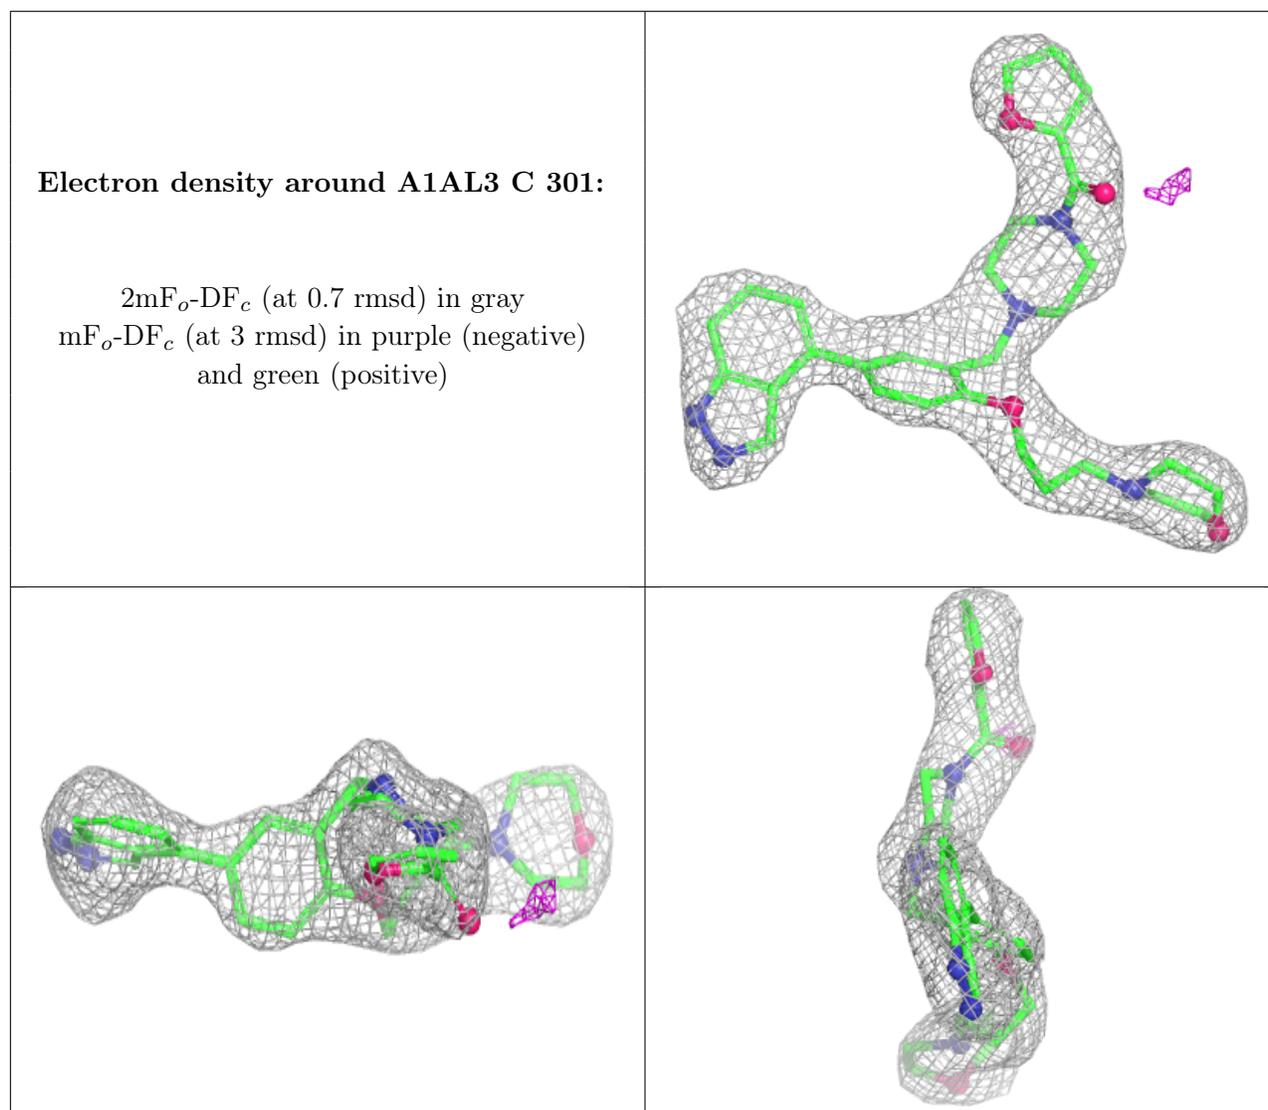 Electron density around A1AL3 C 301:
2mFo-DFc (at 0.7 rmsd) in gray
mFo-DFc (at 3 rmsd) in purple (negative)
and green (positive)